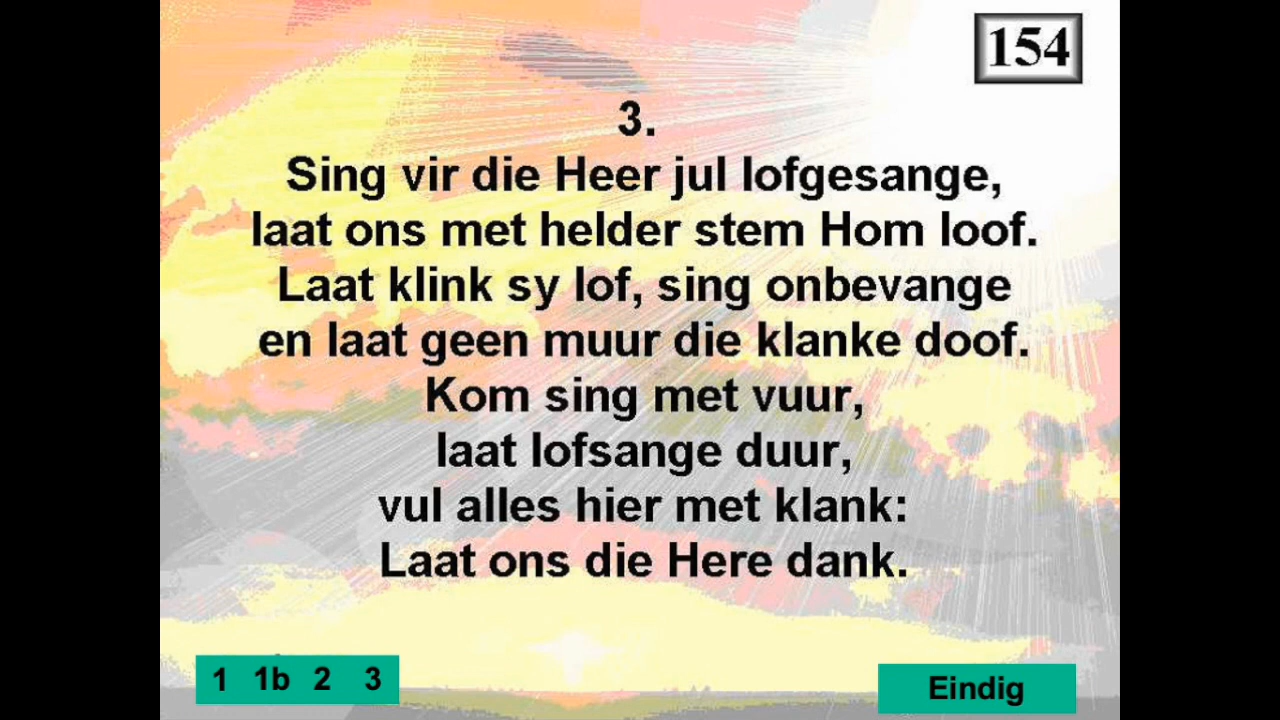 154
3.
Sing vir die Heer jul lofgesange,
laat ons met helder stem Hom loof.
Laat klink sy lof, sing onbevange
en laat geen muur die klanke doof.
Kom sing met vuur,
laat lofsange duur,
vul alles hier met klank:
Laat ons die Here dank.
1 1b 2 3
Eindig